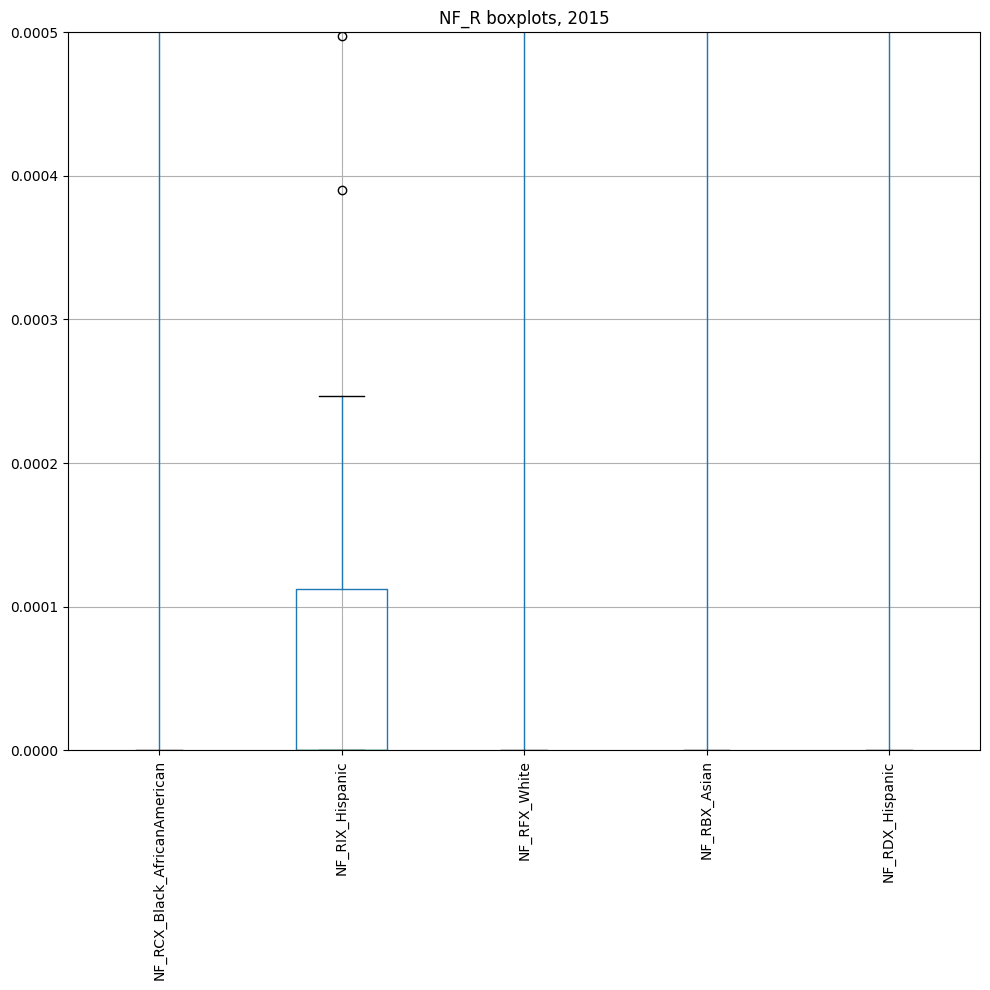 NF_R boxplots, 2015
0.0005
0.0004
0.0003
0.0002
0.0001
0.0000
NF_RCX_Black_AfricanAmerican
NF_RIX_Hispanic
NF_RFX_White
NF_RBX_Asian
NF_RDX_Hispanic